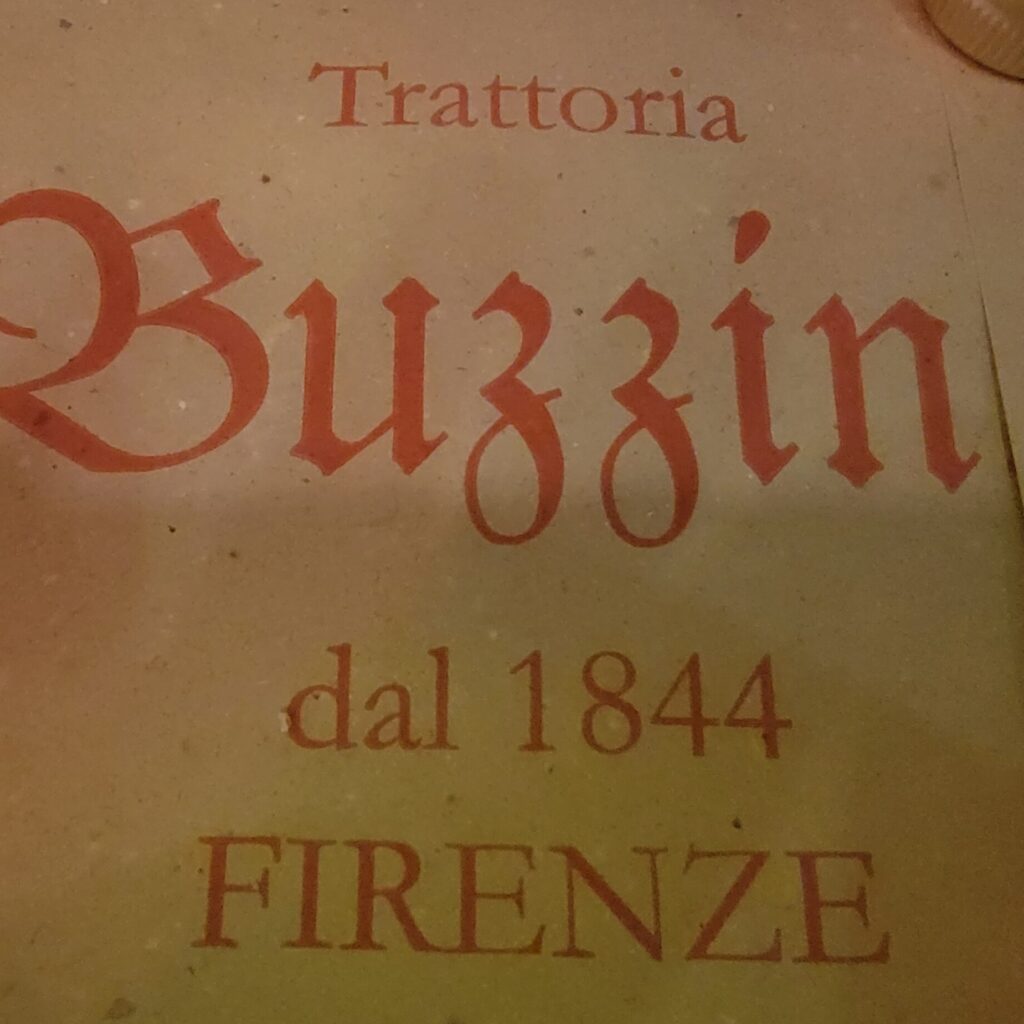 Trattoria
Buzzin
dal 1844
FIRENZE